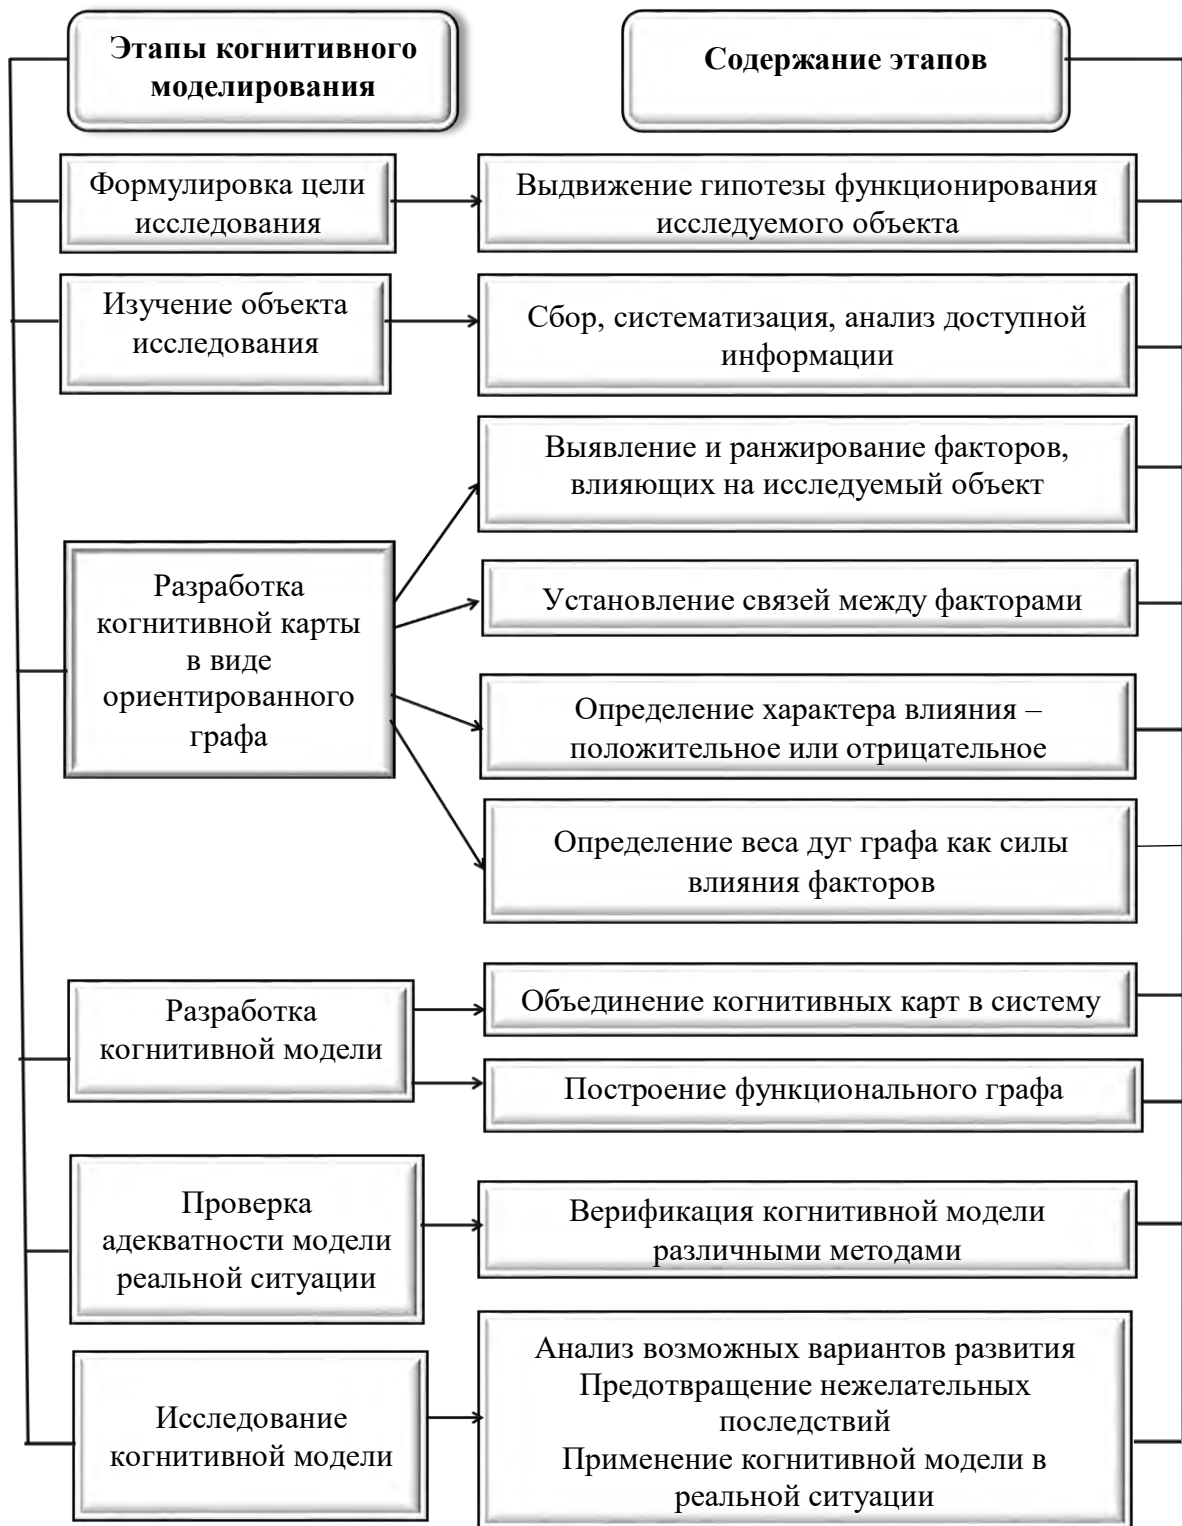 Этапы когнитивного
моделирования
Содержание этапов
Формулировка цели
исследования
Выдвижение гипотезы функционирования
исследуемого объекта
Изучение объекта
исследования
Сбор, систематизация, анализ доступной
информации
Разработка
когнитивной карты
в виде
ориентированного
графа
Выявление и ранжирование факторов,
влияющих на исследуемый объект
Установление связей между факторами
Определение характера влияния –
положительное или отрицательное
Определение веса дуг графа как силы
влияния факторов
Разработка
когнитивной модели
Объединение когнитивных карт в систему
Построение функционального графа
Проверка
адекватности модели
реальной ситуации
Верификация когнитивной модели
различными методами
Исследование
когнитивной модели
Анализ возможных вариантов развития
Предотвращение нежелательных
последствий
Применение когнитивной модели в
реальной ситуации